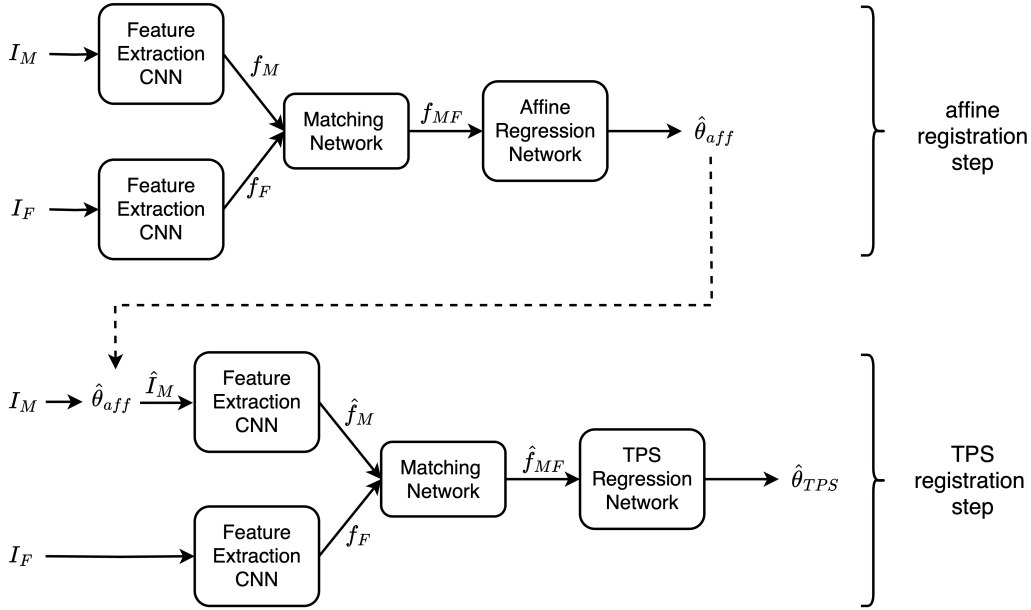 I_M
Feature
Extraction
CNN
f_M
Matching
Network
f_MF
Affine
Regression
Network
θ̂_aff
affine
registration
step
I_F
Feature
Extraction
CNN
f_F
I_M
θ̂_aff
Î_M
Feature
Extraction
CNN
f̂_M
Matching
Network
f̂_MF
TPS
Regression
Network
θ̂_TPS
TPS
registration
step
I_F
Feature
Extraction
CNN
f_F